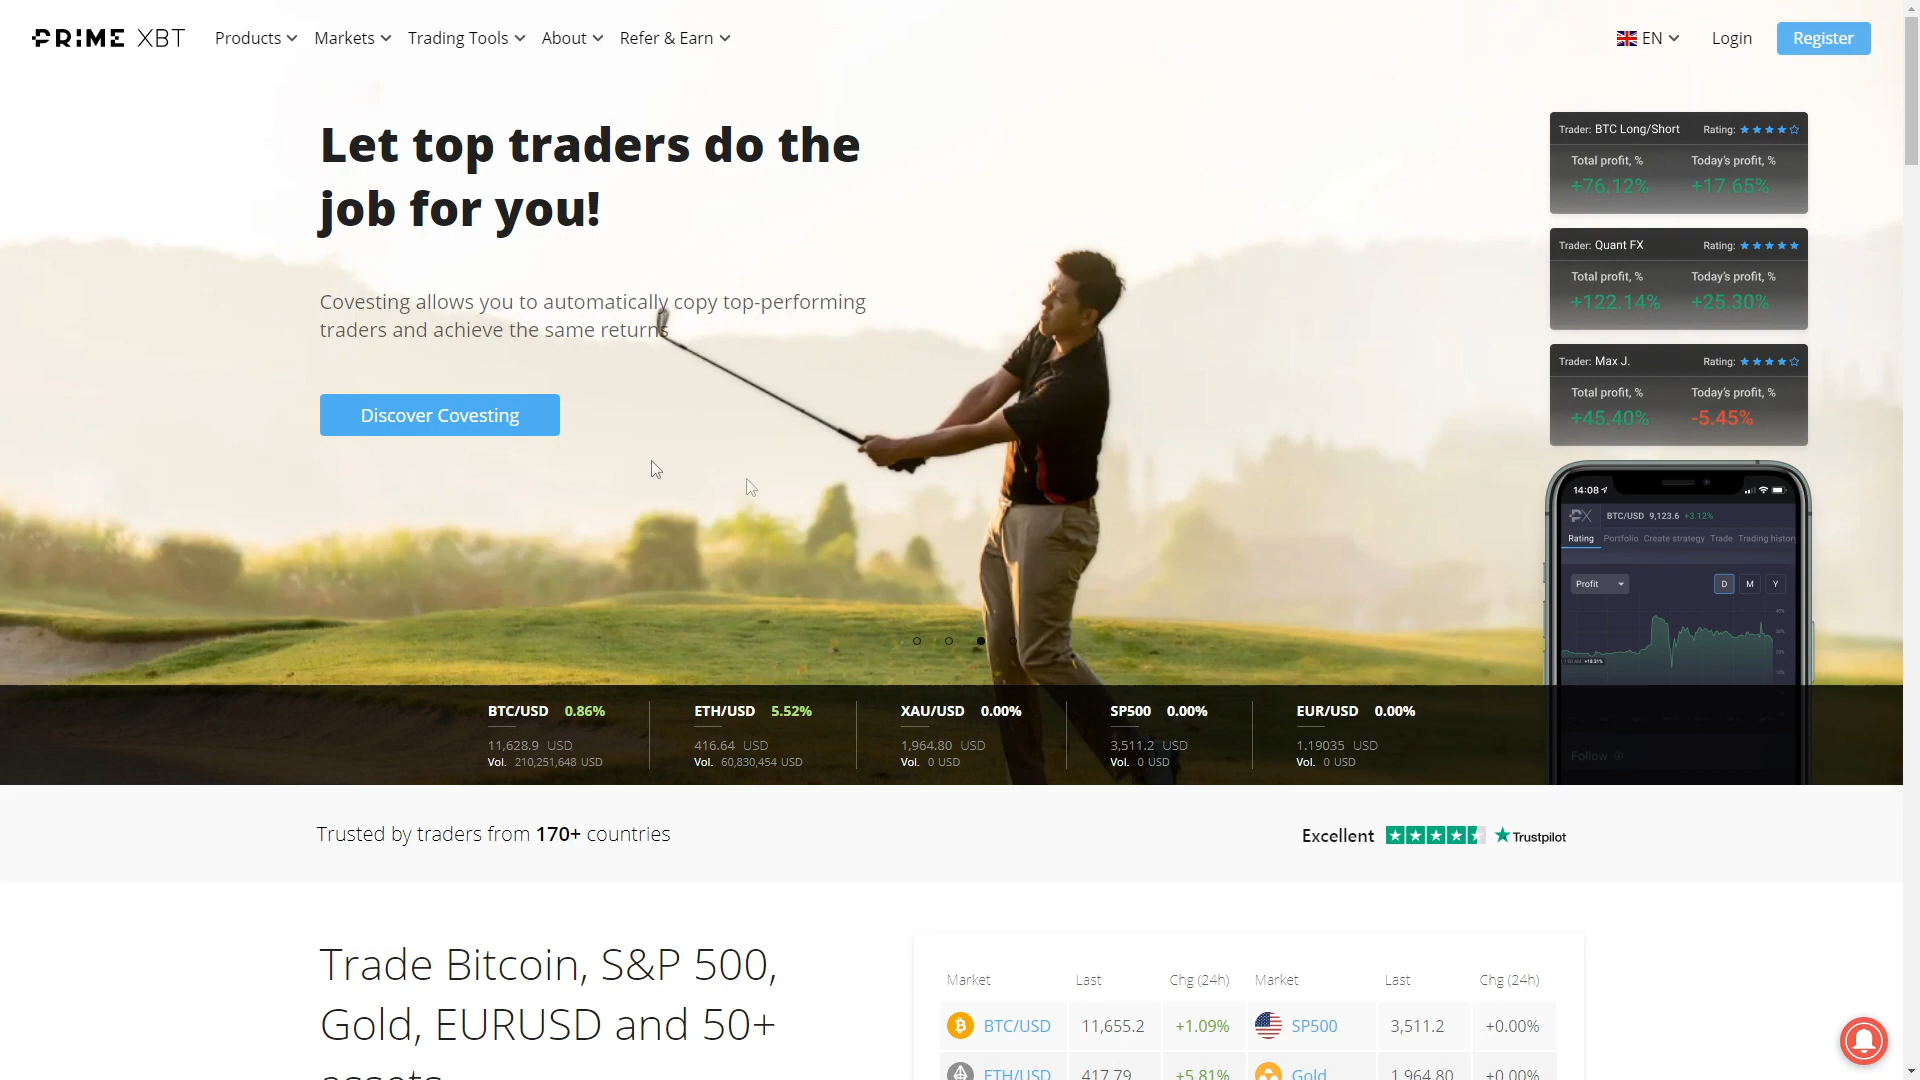 PRIME XBT
Products
Markets
Trading Tools
About
Refer & Earn
EN
Login
Register
Let top traders do the
job for you!
Covesting allows you to automatically copy top-performing
traders and achieve the same returns
Discover Covesting
Trader: BTC Long/Short Rating:
Total profit, % Today's profit, %
+76.12% +17.65%
Trader: Quant FX Rating:
Total profit, % Today's profit, %
+122.14% +25.30%
Trader: Max J. Rating:
Total profit, % Today's profit, %
+45.40% -5.45%
14:08
PX BTC/USD 9,123.6 +3.12%
Rating Portfolio Create strategy Trade Trading history
Profit D M Y
Follow
BTC/USD 0.86%
11,628.9 USD
Vol. 210,251,648 USD
ETH/USD 5.52%
416.64 USD
Vol. 60,830,454 USD
XAU/USD 0.00%
1,964.80 USD
Vol. 0 USD
SP500 0.00%
3,511.2 USD
Vol. 0 USD
EUR/USD 0.00%
1.19035 USD
Vol. 0 USD
Trusted by traders from 170+ countries
Excellent Trustpilot
Trade Bitcoin, S&P 500,
Gold, EURUSD and 50+
assets
Market Last Chg (24h) Market Last Chg (24h)
BTC/USD 11,655.2 +1.09% SP500 3,511.2 +0.00%
ETH/USD 417.79 +5.81% Gold 1,964.80 +0.00%